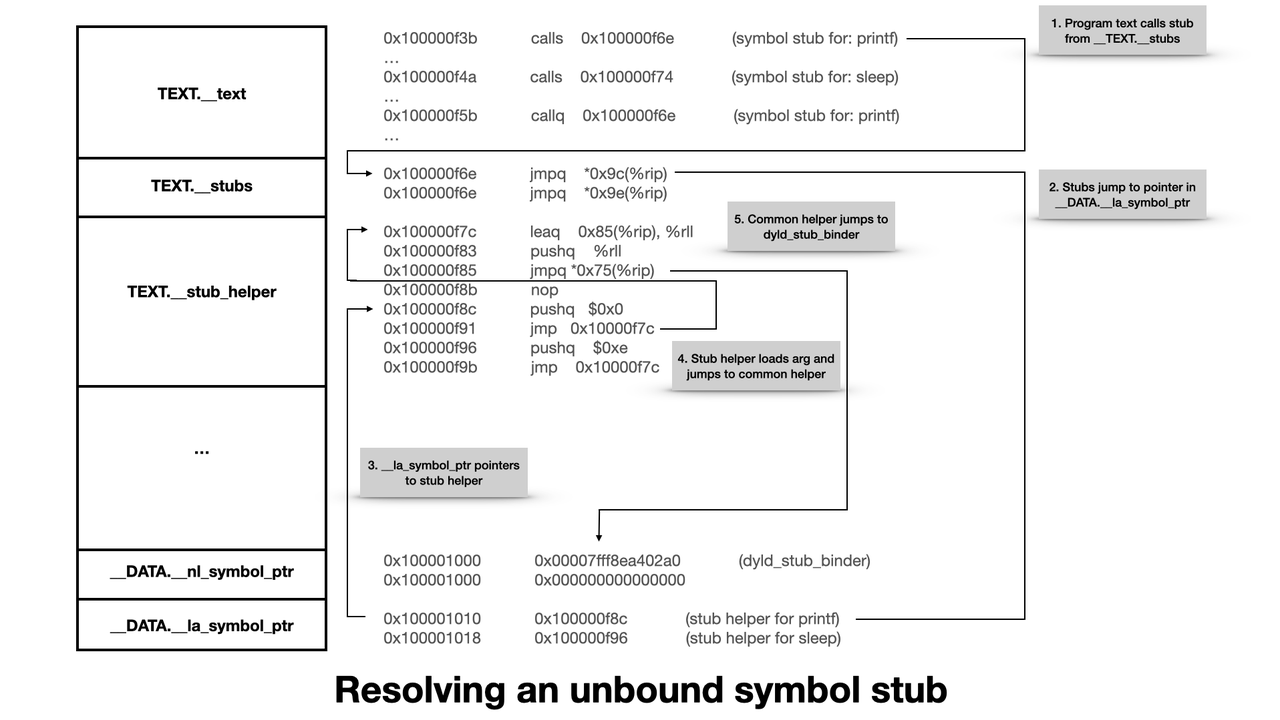 1. Program text calls stub
from __TEXT.__stubs
TEXT.__text
0x100000f3b calls 0x100000f6e (symbol stub for: printf)
...
0x100000f4a calls 0x100000f74 (symbol stub for: sleep)
...
0x100000f5b callq 0x100000f6e (symbol stub for: printf)
...
TEXT.__stubs
0x100000f6e jmpq *0x9c(%rip)
0x100000f6e jmpq *0x9e(%rip)
2. Stubs jump to pointer in
__DATA.__la_symbol_ptr
5. Common helper jumps to
dyld_stub_binder
TEXT.__stub_helper
0x100000f7c leaq 0x85(%rip), %rll
0x100000f83 pushq %rll
0x100000f85 jmpq *0x75(%rip)
0x100000f8b nop
0x100000f8c pushq $0x0
0x100000f91 jmp 0x10000f7c
0x100000f96 pushq $0xe
0x100000f9b jmp 0x10000f7c
4. Stub helper loads arg and
jumps to common helper
...
3. __la_symbol_ptr pointers
to stub helper
__DATA.__nl_symbol_ptr
0x100001000 0x00007fff8ea402a0 (dyld_stub_binder)
0x100001000 0x000000000000000
__DATA.__la_symbol_ptr
0x100001010 0x100000f8c (stub helper for printf)
0x100001018 0x100000f96 (stub helper for sleep)
Resolving an unbound symbol stub